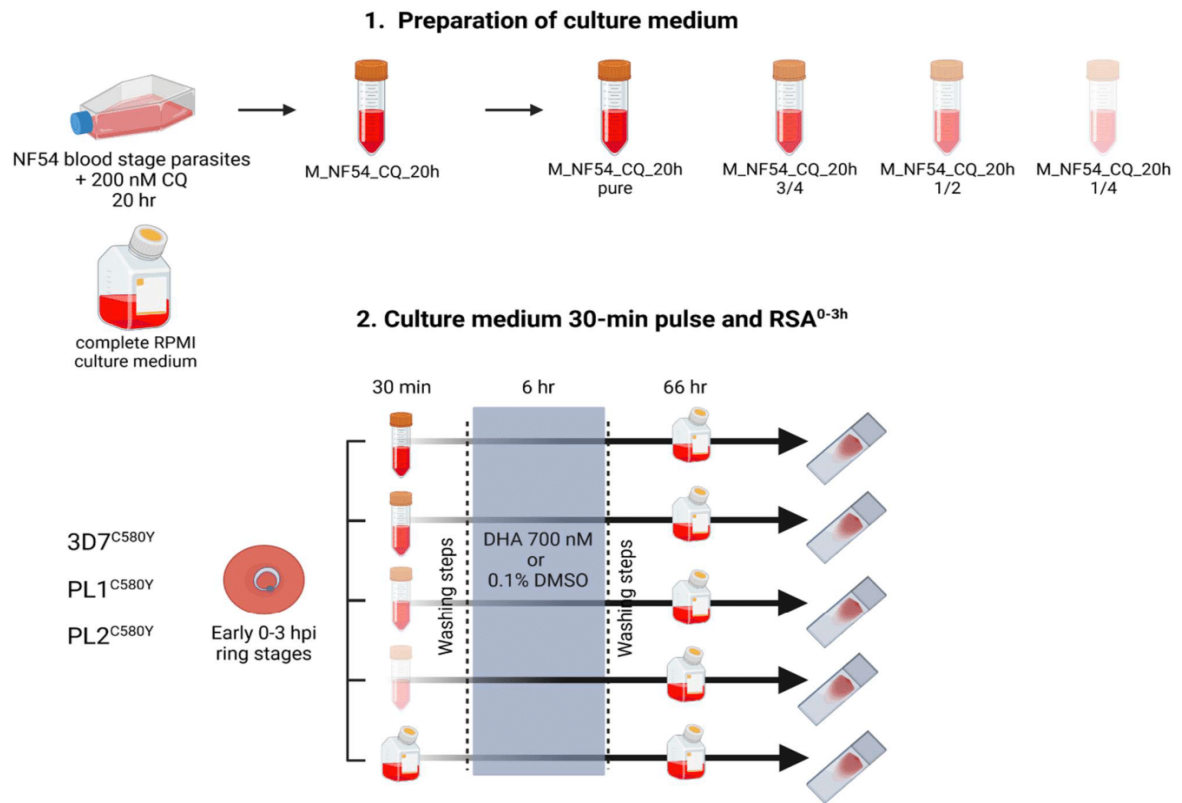 1. Preparation of culture medium
NF54 blood stage parasites
+ 200 nM CQ
20 hr
M_NF54_CQ_20h
M_NF54_CQ_20h
pure
M_NF54_CQ_20h
3/4
M_NF54_CQ_20h
1/2
M_NF54_CQ_20h
1/4
complete RPMI
culture medium
2. Culture medium 30-min pulse and RSA⁰⁻³ʰ
30 min
6 hr
66 hr
3D7ᶜ⁵⁸⁰ʸ
PL1ᶜ⁵⁸⁰ʸ
PL2ᶜ⁵⁸⁰ʸ
Early 0-3 hpi
ring stages
Washing steps
DHA 700 nM
or
0.1% DMSO
Washing steps